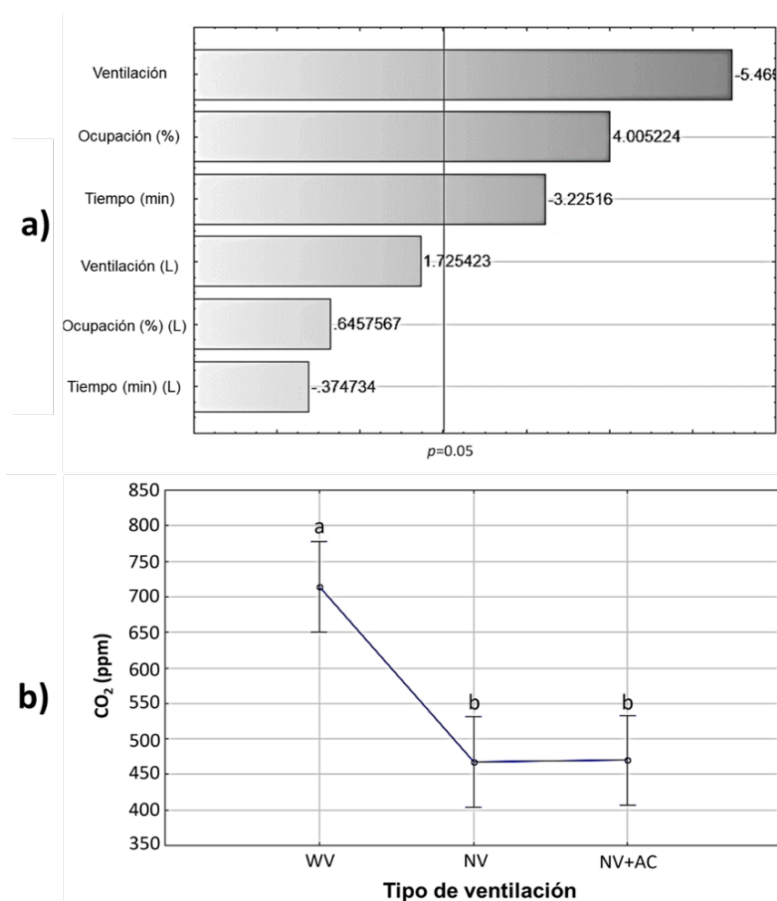 a)
Ventilación
-5.469
Ocupación (%)
4.005224
Tiempo (min)
-3.22516
Ventilación (L)
1.725423
Ocupación (%) (L)
.6457567
Tiempo (min) (L)
-.374734
p=0.05
b)
CO₂ (ppm)
850
800
750
700
650
600
550
500
450
400
350
a
b
b
WV NV NV+AC
Tipo de ventilación